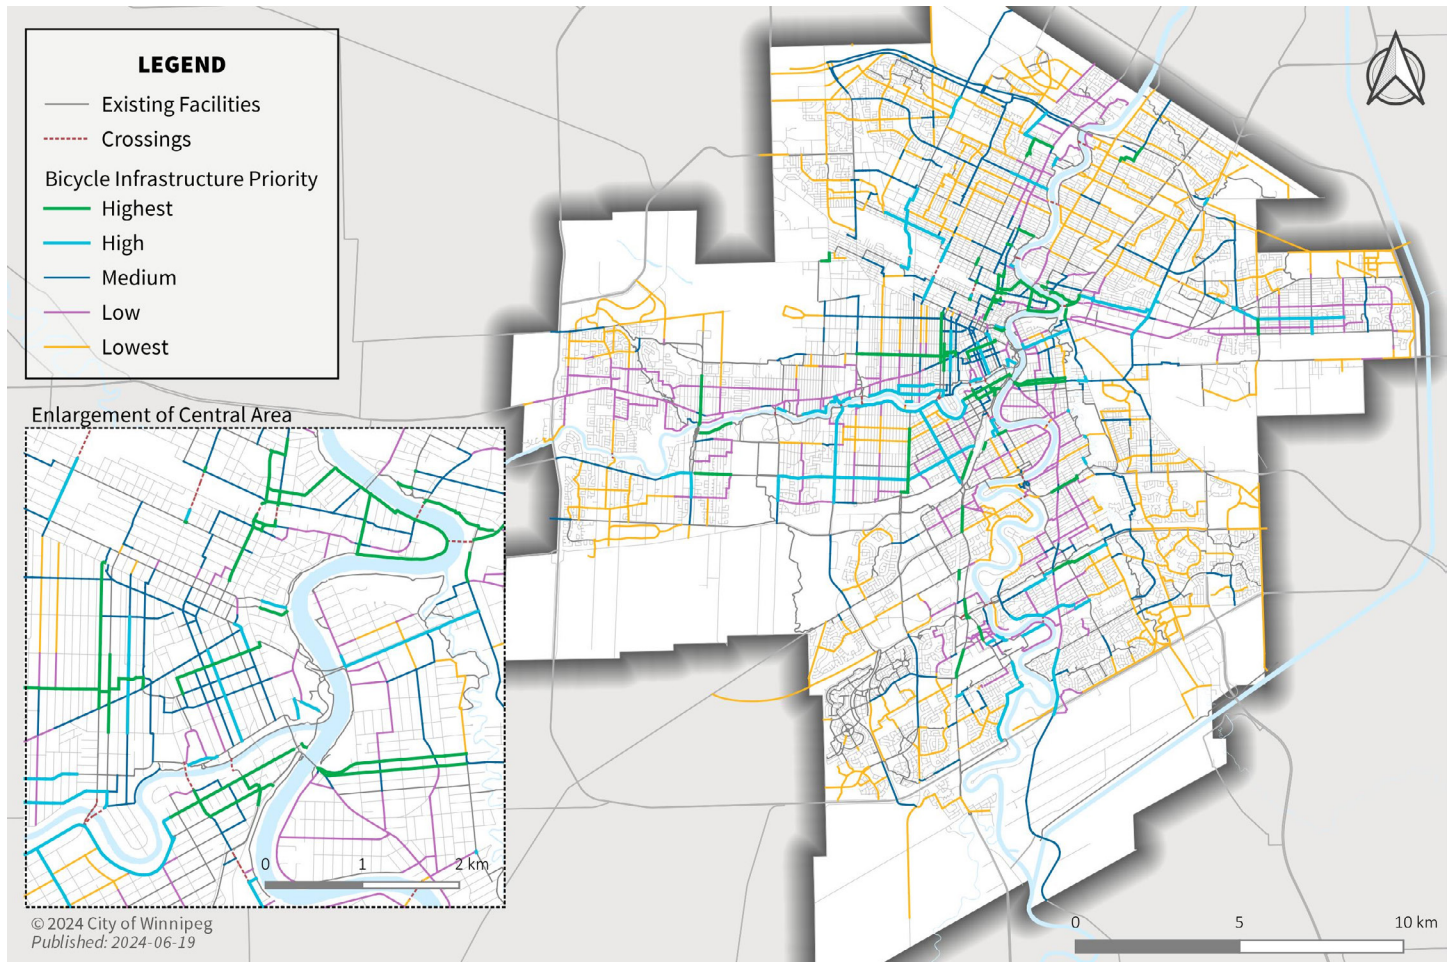 LEGEND
Existing Facilities
Crossings
Bicycle Infrastructure Priority
Highest
High
Medium
Low
Lowest
Enlargement of Central Area
0 1 2 km
© 2024 City of Winnipeg
Published: 2024-06-19
0 5 10 km